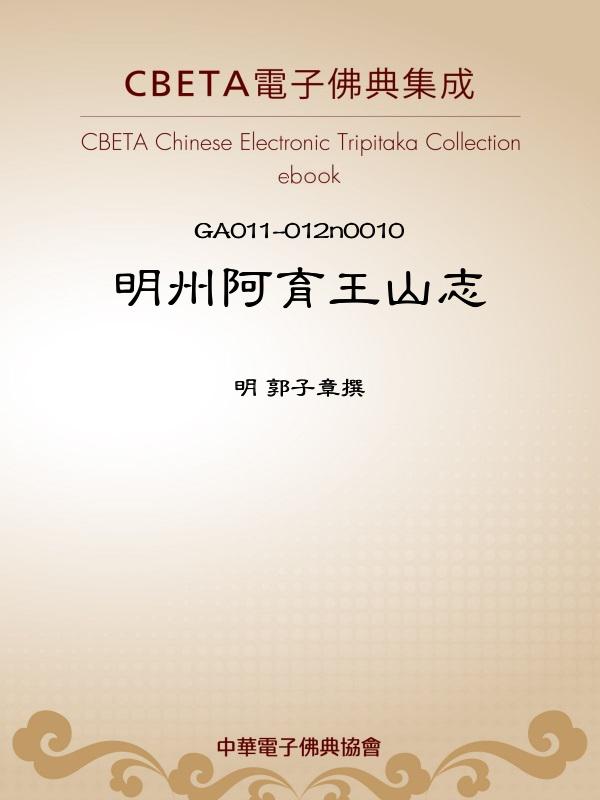 CBETA電子佛典集成
CBETA Chinese Electronic Tripitaka Collection
ebook
GA011-012n0010
明州阿育王山志
明 郭子章撰
中華電子佛典協會